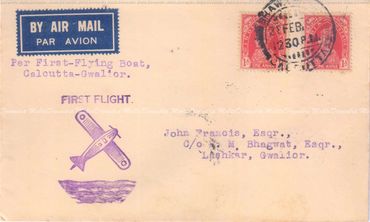 BY AIR MAIL
PAR AVION
Per First-Flying Boat,
Calcutta-Gwalior.
FEB.
1230 P.M.
FIRST FLIGHT.
John Francis, Esqr.,
C/o M. Bhagwat, Esqr.,
Lashkar, Gwalior.